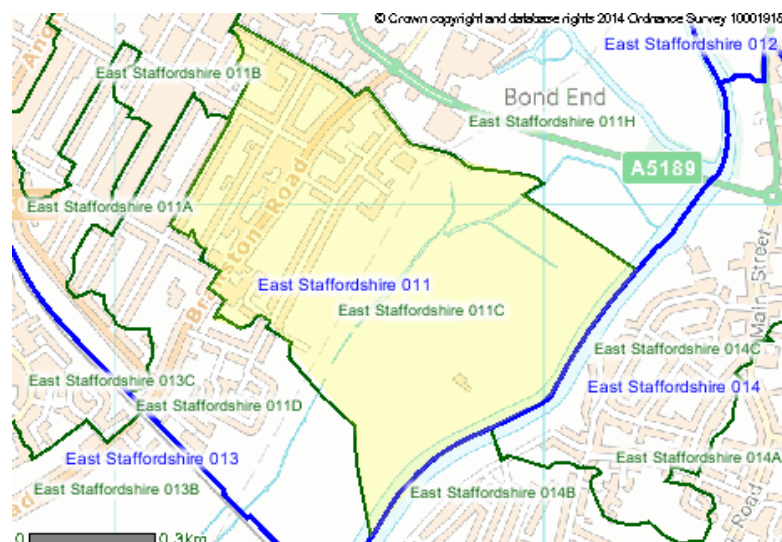 © Crown copyright and database rights 2014 Ordnance Survey 1000191
East Staffordshire 012
East Staffordshire 011B
Bond End
East Staffordshire 011H
A5189
East Staffordshire 011A
Branston Road
Main Street
East Staffordshire 011
East Staffordshire 011C
East Staffordshire 014C
East Staffordshire 013C
East Staffordshire 014
East Staffordshire 011D
East Staffordshire 013
East Staffordshire 014A
East Staffordshire 013B
East Staffordshire 014B
Road
0 0.3km